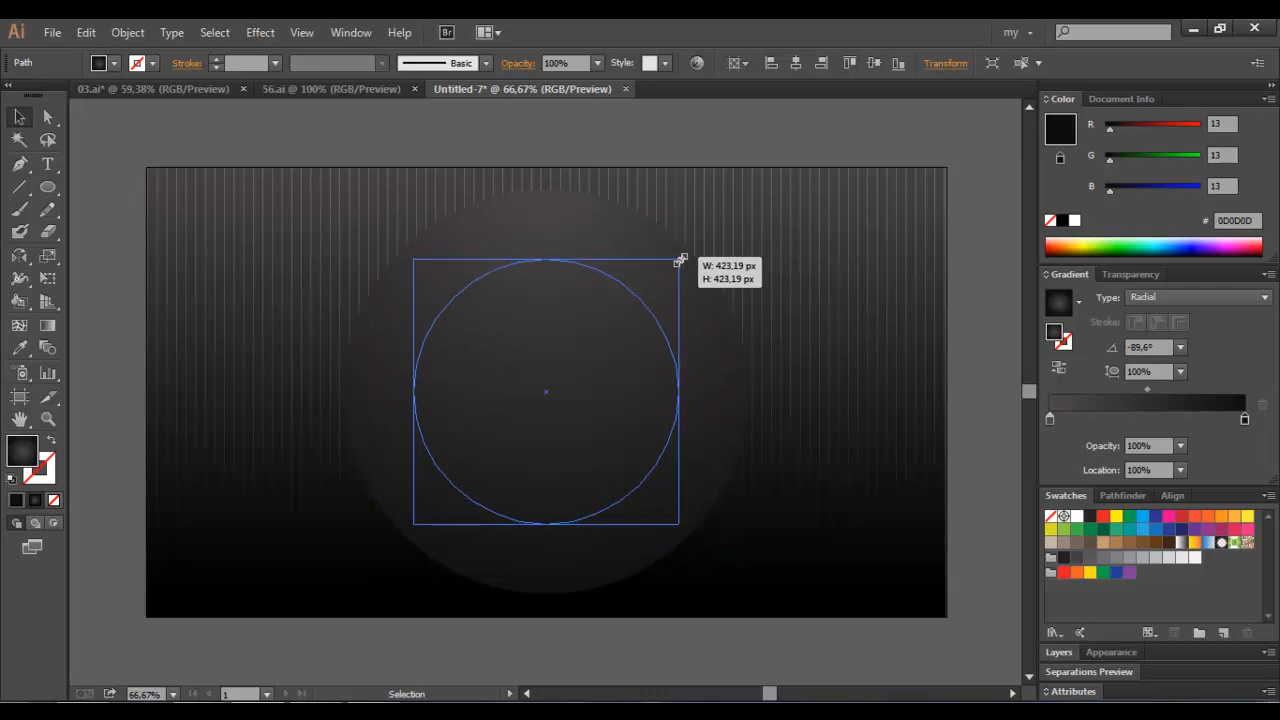 Ai File Edit Object Type Select Effect View Window Help Br my
Path Stroke: Basic Opacity: 100% Style: Transform
03.ai* @ 59,38% (RGB/Preview) 56.ai @ 100% (RGB/Preview) Untitled-7* @ 66,67% (RGB/Preview)
W: 423,19 px
H: 423,19 px
Color Document Info
R 13
G 13
B 13
# 0D0D0D
Gradient Transparency
Type: Radial
Stroke:
-89,6°
100%
Opacity: 100%
Location: 100%
Swatches Pathfinder Align
Layers Appearance
Separations Preview
Attributes
66,67% 1 Selection